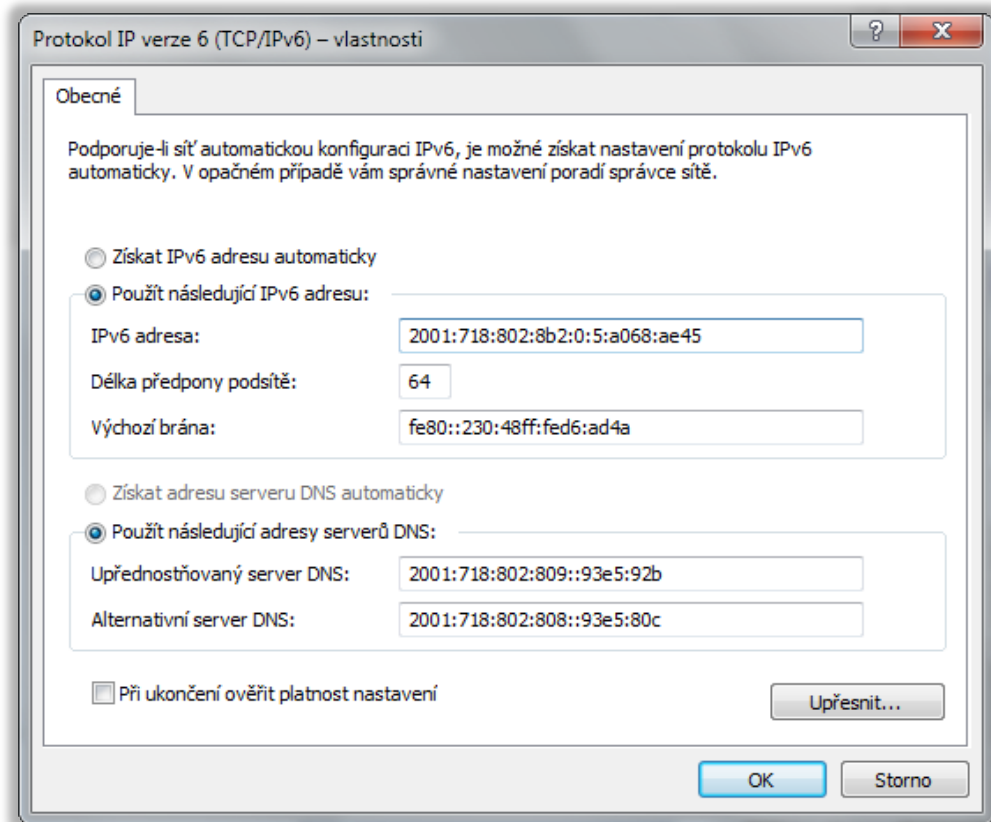 Protokol IP verze 6 (TCP/IPv6) – vlastnosti
?
Obecné
Podporuje-li síť automatickou konfiguraci IPv6, je možné získat nastavení protokolu IPv6
automaticky. V opačném případě vám správné nastavení poradí správce sítě.
Získat IPv6 adresu automaticky
Použít následující IPv6 adresu:
IPv6 adresa: 2001:718:802:8b2:0:5:a068:ae45
Délka předpony podsítě: 64
Výchozí brána: fe80::230:48ff:fed6:ad4a
Získat adresu serveru DNS automaticky
Použít následující adresy serverů DNS:
Upřednostňovaný server DNS: 2001:718:802:809::93e5:92b
Alternativní server DNS: 2001:718:802:808::93e5:80c
Při ukončení ověřit platnost nastavení
Upřesnit...
OK Storno